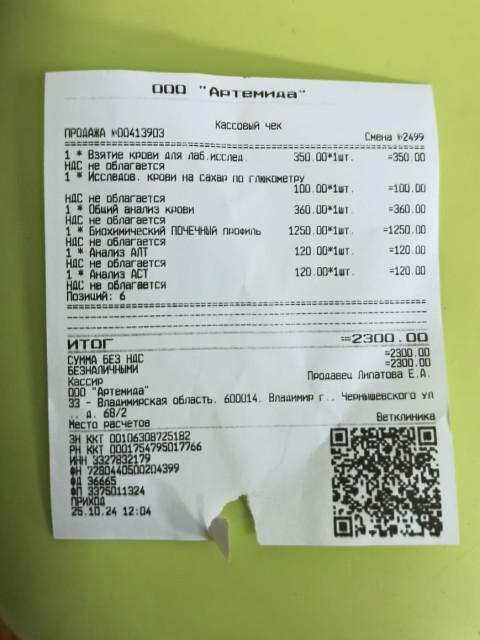 ООО "Артемида"
Кассовый чек
ПРОДАЖА №00413903 Смена №2499
1 * Взятие крови для лаб.исслед. 350.00*1шт. =350.00
НДС не облагается
1 * Исследов. крови на сахар по глюкометру
100.00*1шт. =100.00
НДС не облагается
1 * Общий анализ крови 360.00*1шт. =360.00
НДС не облагается
1 * Биохимический ПОЧЕЧНЫЙ профиль 1250.00*1шт. =1250.00
НДС не облагается
1 * Анализ АЛТ 120.00*1шт. =120.00
НДС не облагается
1 * Анализ АСТ 120.00*1шт. =120.00
НДС не облагается
Позиций: 6
ИТОГ =2300.00
СУММА БЕЗ НДС =2300.00
БЕЗНАЛИЧНЫМИ =2300.00
Кассир Продавец Липатова Е.А.
ООО "Артемида"
33 - Владимирская область, 600014, Владимир г., Чернышевского ул
., д. 68/2
Место расчетов Ветклиника
ЗН ККТ 00106308725182
РН ККТ 0001754795017766
ИНН 3327832179
ФН 7280440500204399
ФД 36665
ФП 3375011324
ПРИХОД
25.10.24 12:04